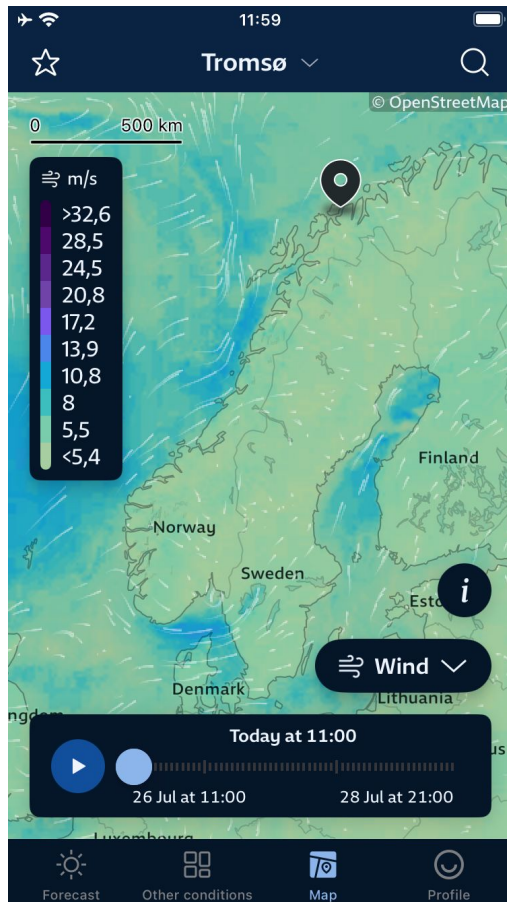 11:59
Tromsø
© OpenStreetMap
0 500 km
m/s
>32,6
28,5
24,5
20,8
17,2
13,9
10,8
8
5,5
<5,4
Finland
Norway
Sweden
Esto
i
Wind
Denmark
Lithuania
ngdom
Today at 11:00
us
26 Jul at 11:00 28 Jul at 21:00
Luxembourg
Forecast Other conditions Map Profile